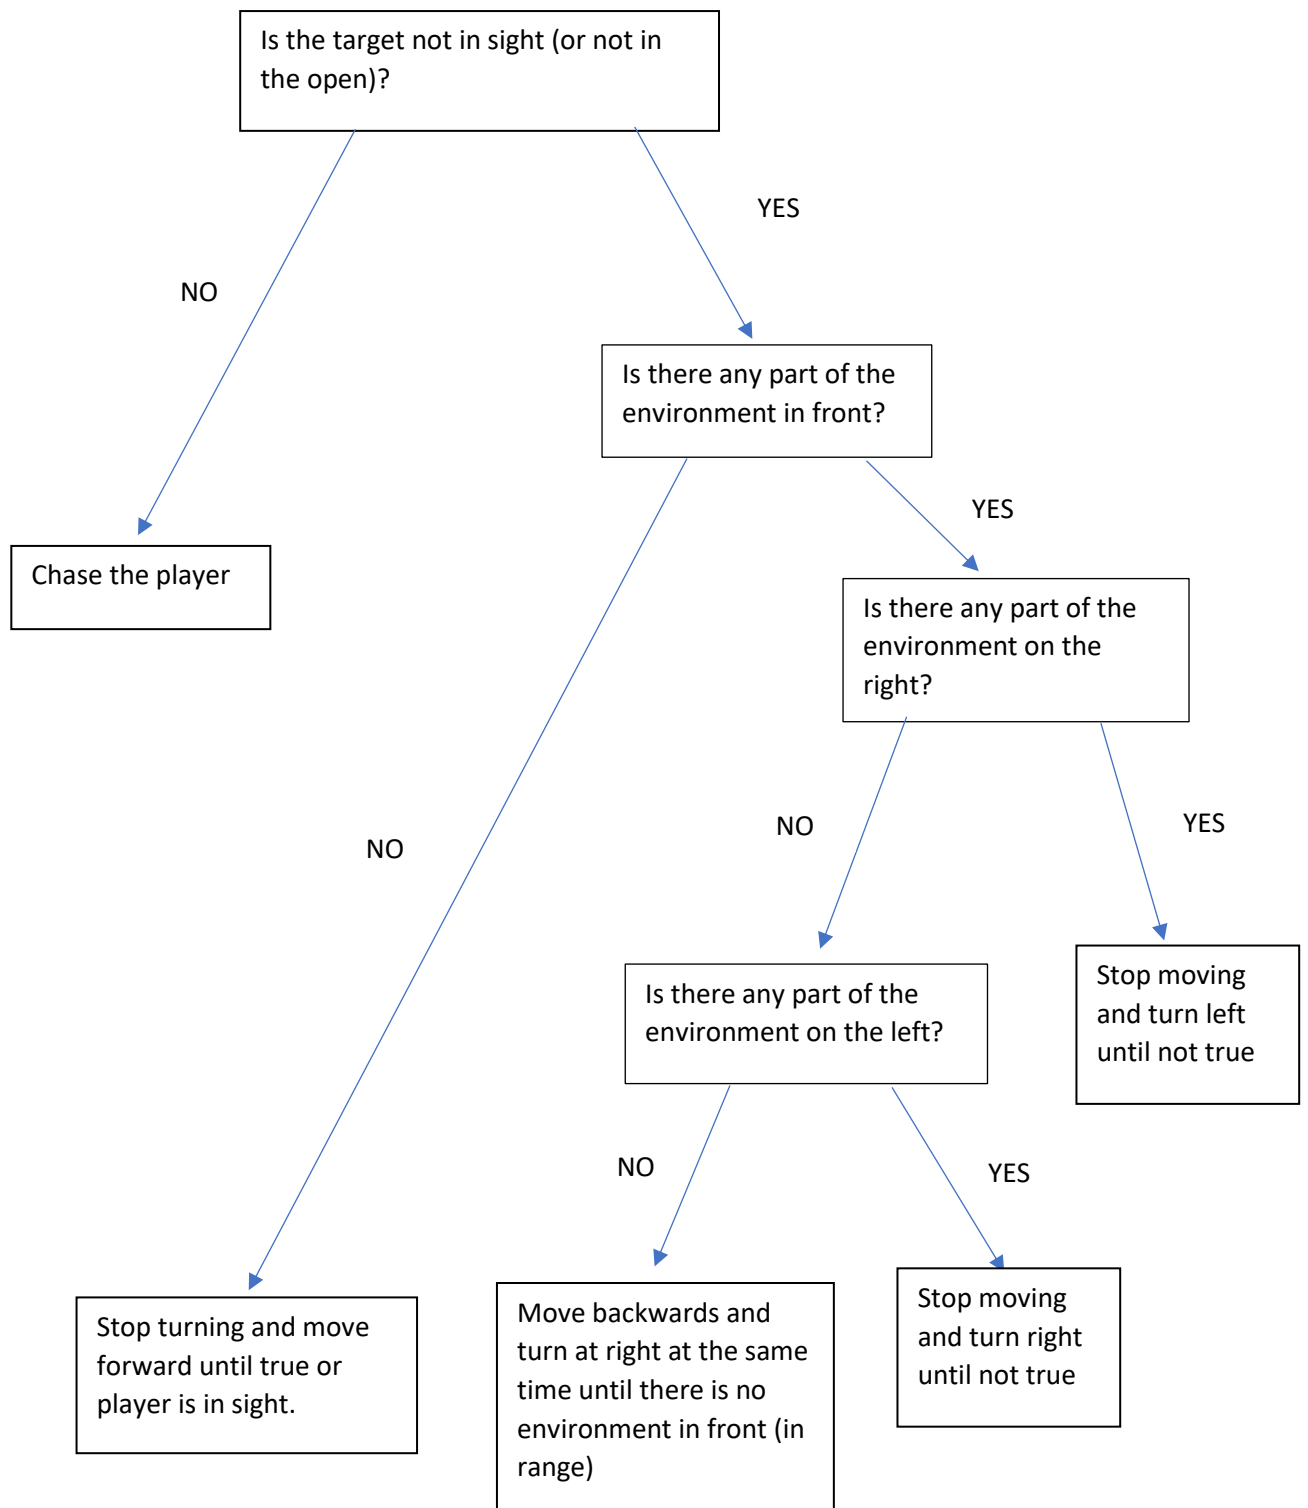 Is the target not in sight (or not in
the open)?
YES
NO
Is there any part of the
environment in front?
YES
Chase the player
Is there any part of the
environment on the
right?
NO
YES
NO
Stop moving
and turn left
until not true
Is there any part of the
environment on the left?
NO
YES
Stop turning and move
forward until true or
player is in sight.
Move backwards and
turn at right at the same
time until there is no
environment in front (in
range)
Stop moving
and turn right
until not true